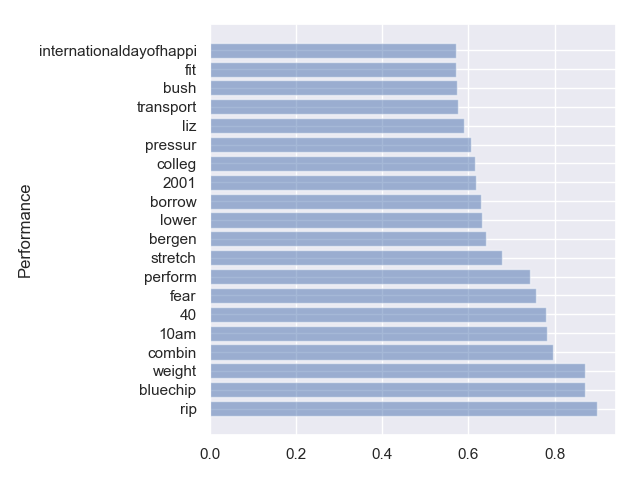 internationaldayofhappi
fit
bush
transport
liz
pressur
colleg
2001
borrow
lower
bergen
stretch
perform
fear
40
10am
combin
weight
bluechip
rip
Performance
0.0 0.2 0.4 0.6 0.8